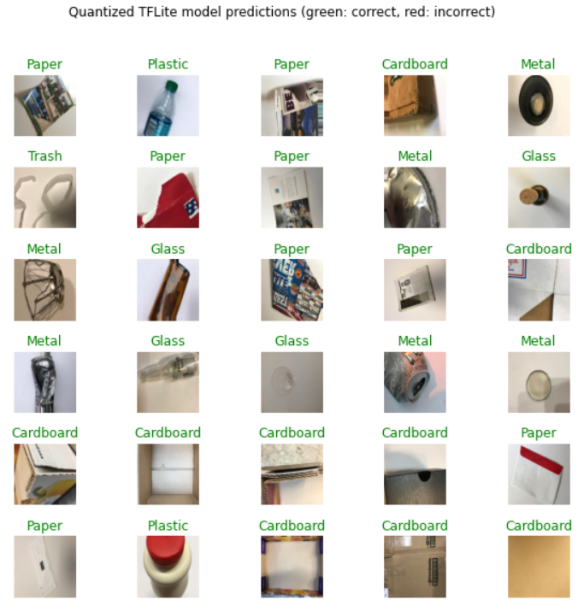 Quantized TFLite model predictions (green: correct, red: incorrect)
Paper Plastic Paper Cardboard Metal
Trash Paper Paper Metal Glass
Metal Glass Paper Paper Cardboard
Metal Glass Glass Metal Metal
Cardboard Cardboard Cardboard Cardboard Paper
Paper Plastic Cardboard Cardboard Cardboard